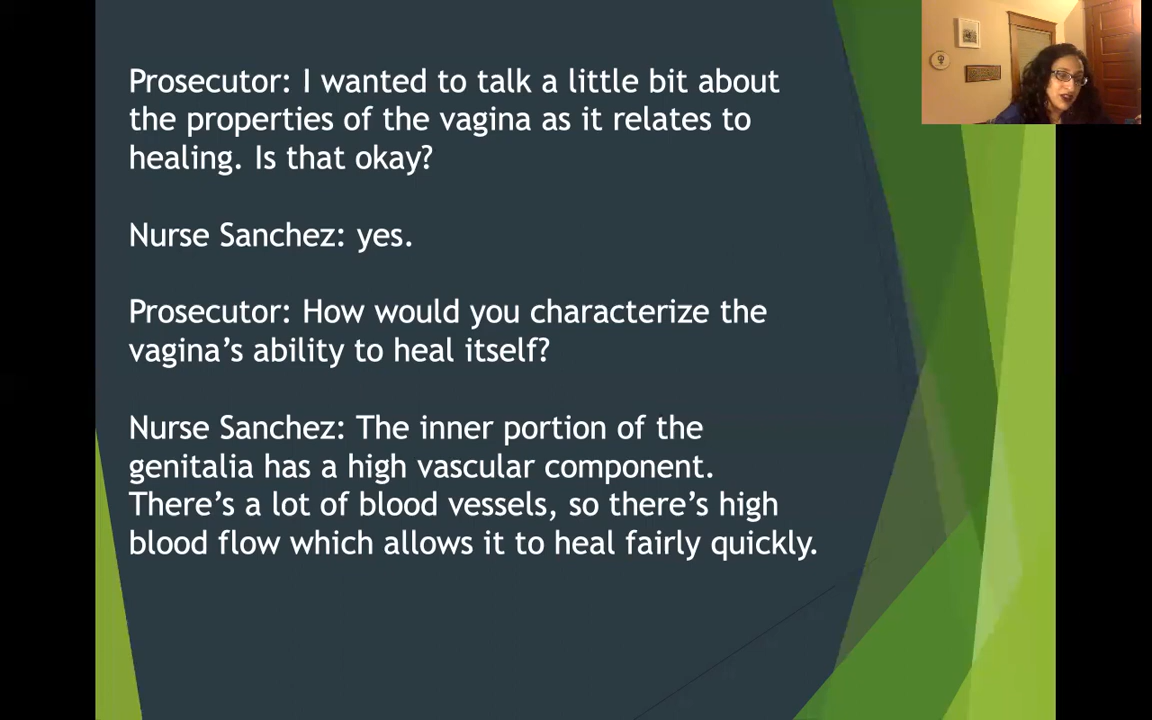 Prosecutor: I wanted to talk a little bit about
the properties of the vagina as it relates to
healing. Is that okay?
Nurse Sanchez: yes.
Prosecutor: How would you characterize the
vagina’s ability to heal itself?
Nurse Sanchez: The inner portion of the
genitalia has a high vascular component.
There’s a lot of blood vessels, so there’s high
blood flow which allows it to heal fairly quickly.